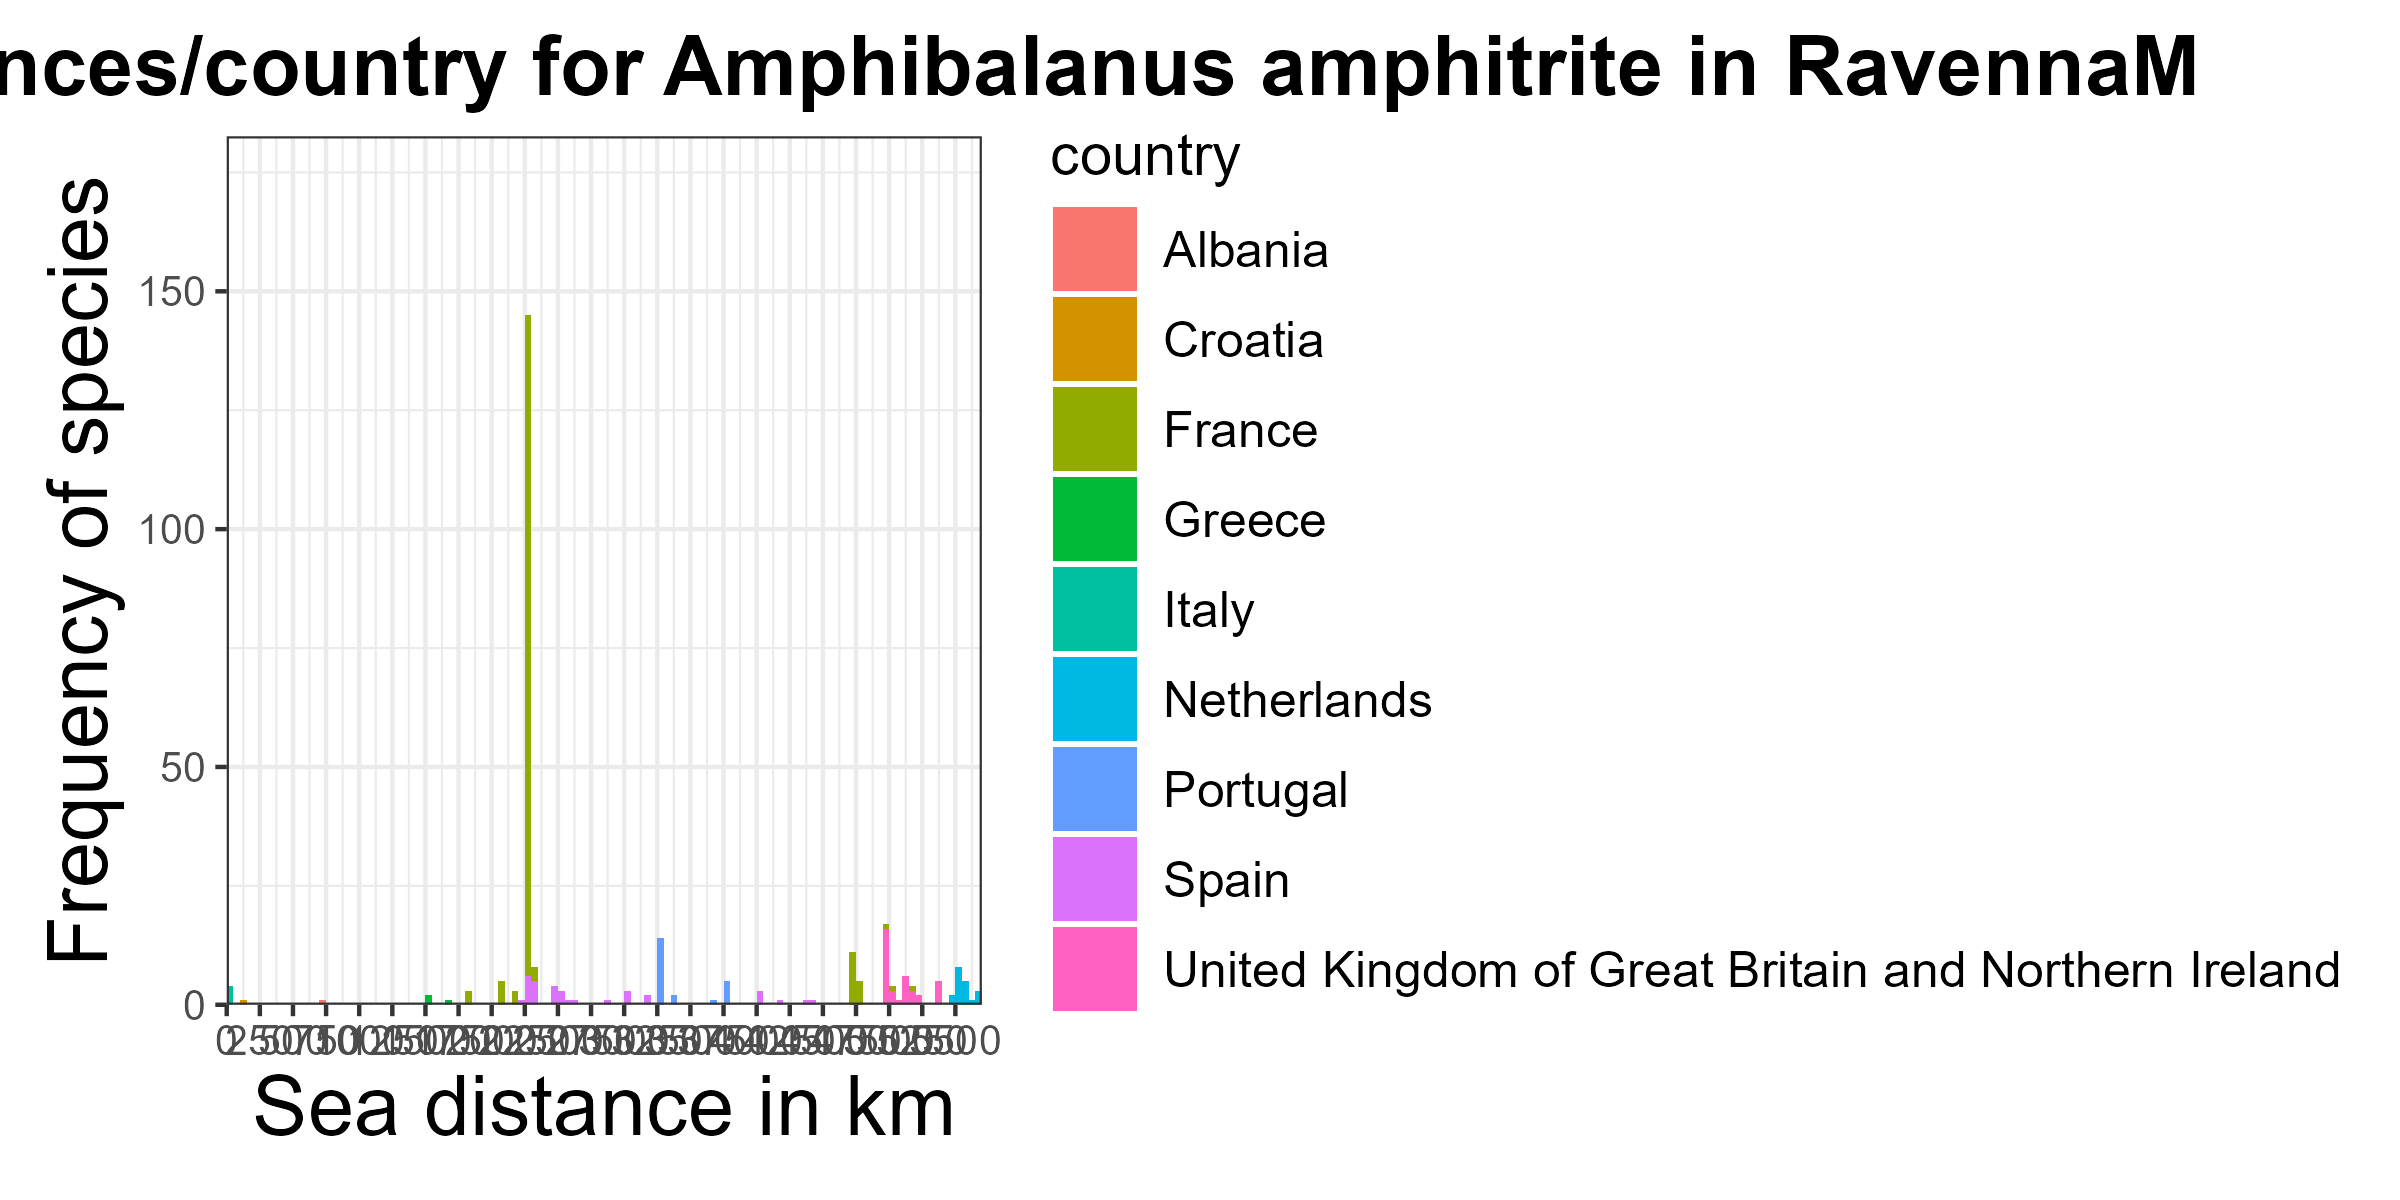 nces/country for Amphibalanus amphitrite in RavennaM
Frequency of species
150
100
50
0
Sea distance in km
country
Albania
Croatia
France
Greece
Italy
Netherlands
Portugal
Spain
United Kingdom of Great Britain and Northern Ireland